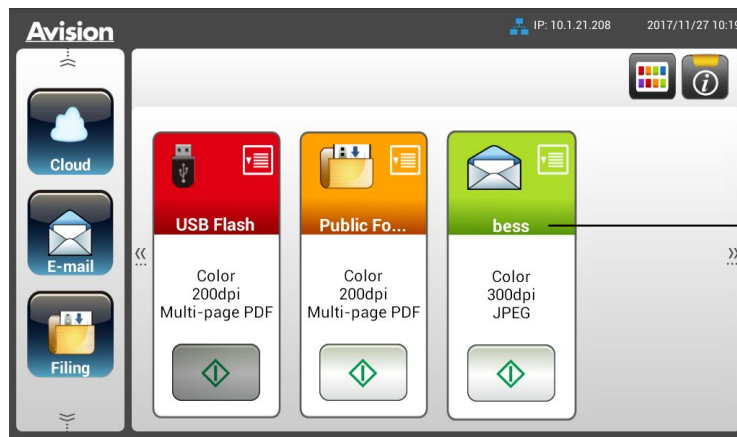 Avision
IP: 10.1.21.208
2017/11/27 10:19
Cloud
E-mail
Filing
USB Flash
Color
200dpi
Multi-page PDF
Public Fo...
Color
200dpi
Multi-page PDF
bess
Color
300dpi
JPEG